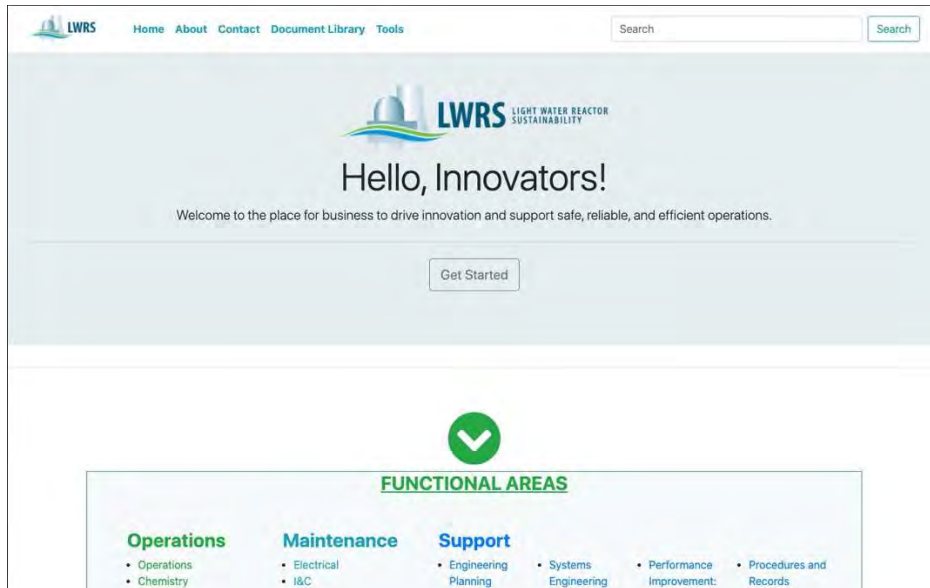 LWRS Home About Contact Document Library Tools Search Search
LWRS LIGHT WATER REACTOR
SUSTAINABILITY
Hello, Innovators!
Welcome to the place for business to drive innovation and support safe, reliable, and efficient operations.
Get Started
FUNCTIONAL AREAS
Operations
• Operations
• Chemistry
Maintenance
• Electrical
• I&C
Support
• Engineering
Planning
• Systems
Engineering
• Performance
Improvement:
• Procedures and
Records